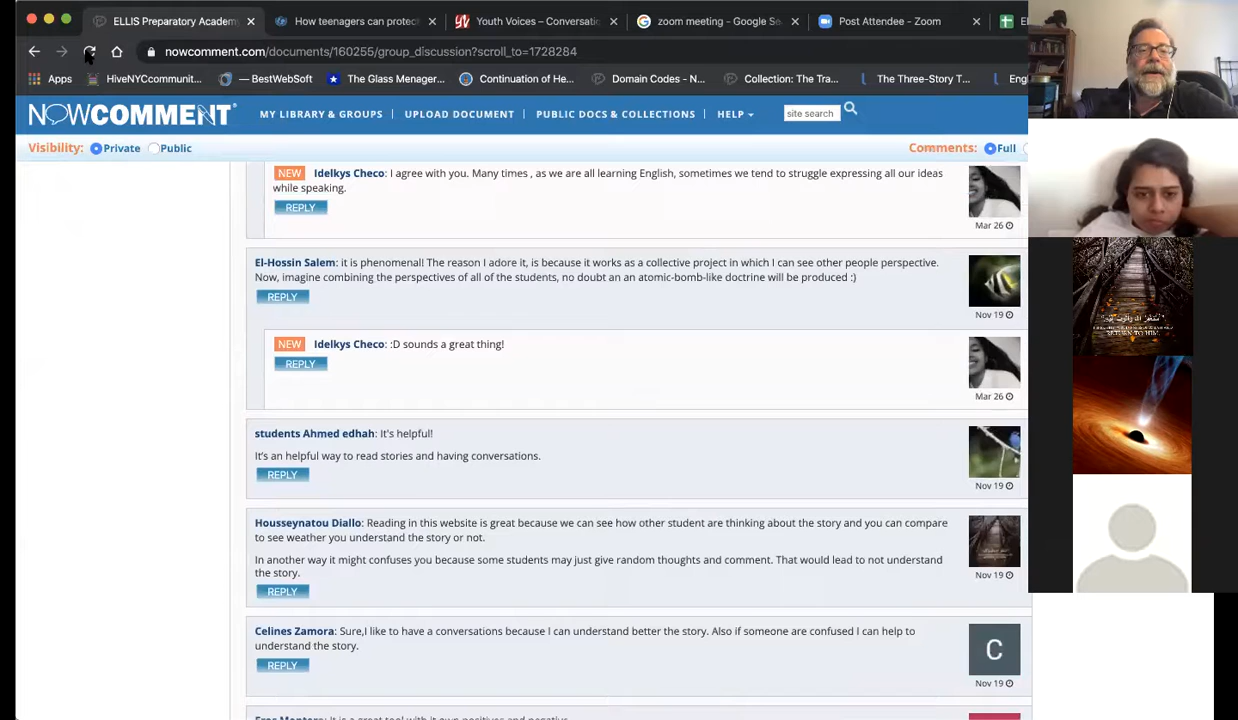 ELLIS Preparatory Academy
How teenagers can protec
Youth Voices – Conversatio
zoom meeting - Google Se
Post Attendee - Zoom
nowcomment.com/documents/160255/group_discussion?scroll_to=1728284
Apps
HiveNYCcommunit...
— BestWebSoft
The Glass Menager...
Continuation of He...
Domain Codes - N...
Collection: The Tra...
The Three-Story T...
Eng
NOWCOMMENT®
MY LIBRARY & GROUPS
UPLOAD DOCUMENT
PUBLIC DOCS & COLLECTIONS
HELP
site search
Visibility: Private Public
Comments: Full
NEW Idelkys Checo: I agree with you. Many times , as we are all learning English, sometimes we tend to struggle expressing all our ideas
while speaking.
REPLY
Mar 26
El-Hossin Salem: it is phenomenal! The reason I adore it, is because it works as a collective project in which I can see other people perspective.
Now, imagine combining the perspectives of all of the students, no doubt an an atomic-bomb-like doctrine will be produced :)
REPLY
Nov 19
NEW Idelkys Checo: :D sounds a great thing!
REPLY
Mar 26
students Ahmed edhah: It's helpful!
It's an helpful way to read stories and having conversations.
REPLY
Nov 19
Housseynatou Diallo: Reading in this website is great because we can see how other student are thinking about the story and you can compare
to see weather you understand the story or not.
In another way it might confuses you because some students may just give random thoughts and comment. That would lead to not understand
the story.
REPLY
Nov 19
Celines Zamora: Sure,I like to have a conversations because I can understand better the story. Also if someone are confused I can help to
understand the story.
REPLY
C
Nov 19
RETURN TO HIM.